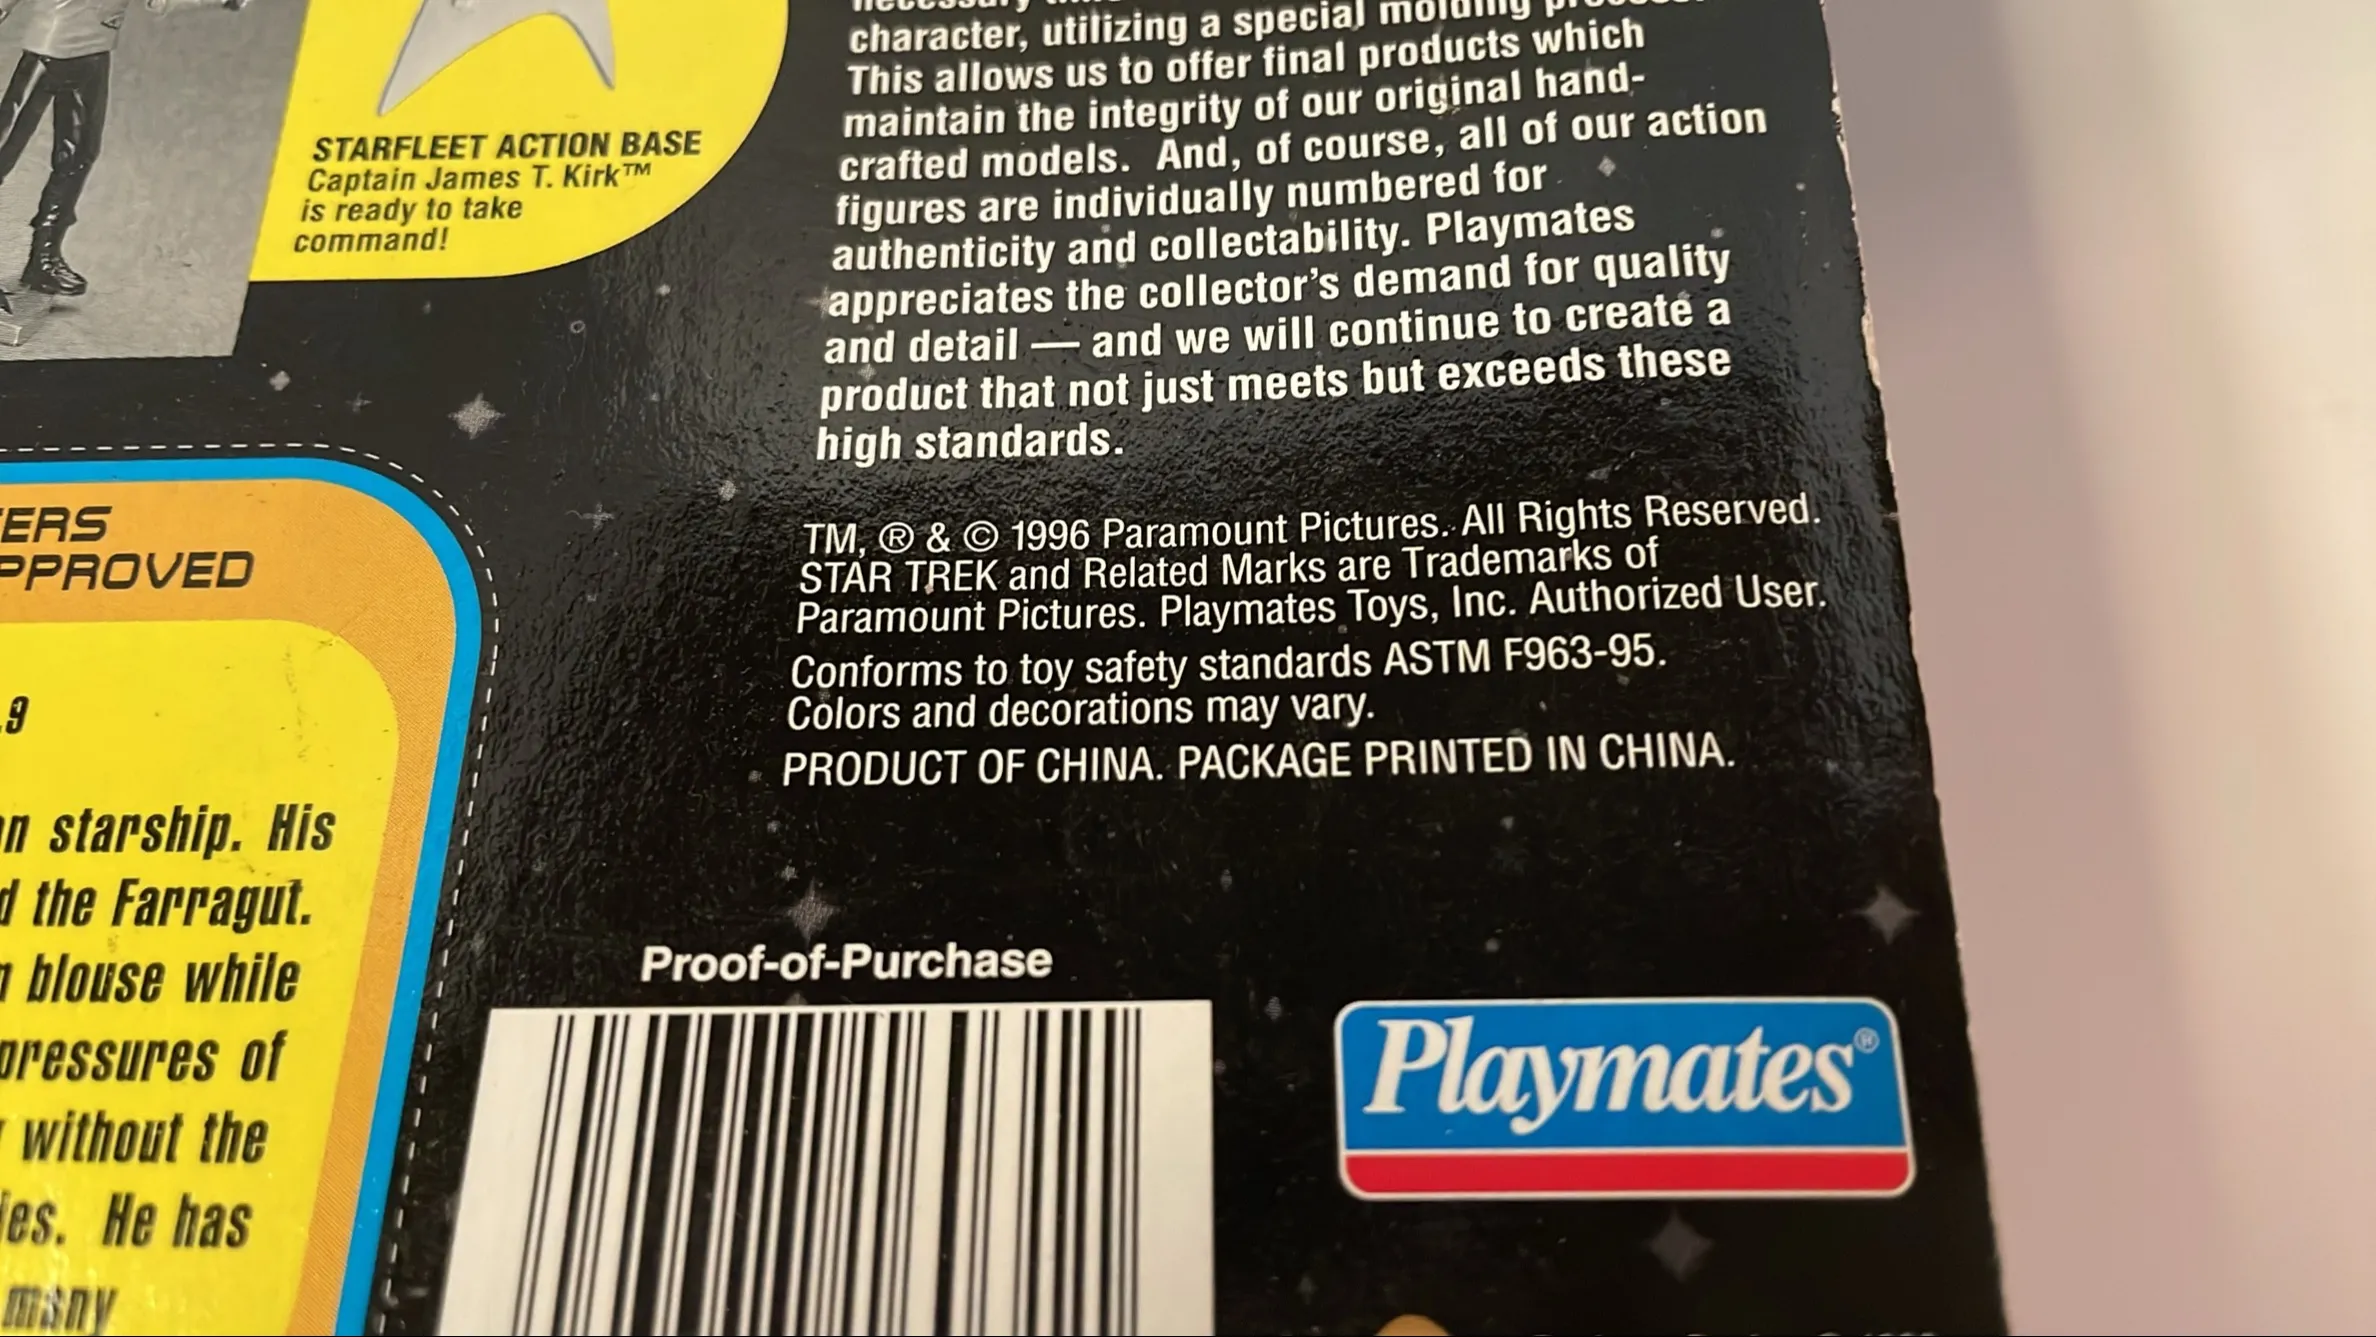 STARFLEET ACTION BASE
Captain James T. Kirk™
is ready to take
command!
character, utilizing a special molding
This allows us to offer final products which
maintain the integrity of our original hand-
crafted models. And, of course, all of our action
figures are individually numbered for
authenticity and collectability. Playmates
appreciates the collector's demand for quality
and detail — and we will continue to create a
product that not just meets but exceeds these
high standards.
TM, ® & © 1996 Paramount Pictures. All Rights Reserved.
STAR TREK and Related Marks are Trademarks of
Paramount Pictures. Playmates Toys, Inc. Authorized User.
Conforms to toy safety standards ASTM F963-95.
Colors and decorations may vary.
PRODUCT OF CHINA. PACKAGE PRINTED IN CHINA.
ERS
PPROVED
.9
n starship. His
d the Farragut.
blouse while
pressures of
without the
ies. He has
many
Proof-of-Purchase
Playmates®